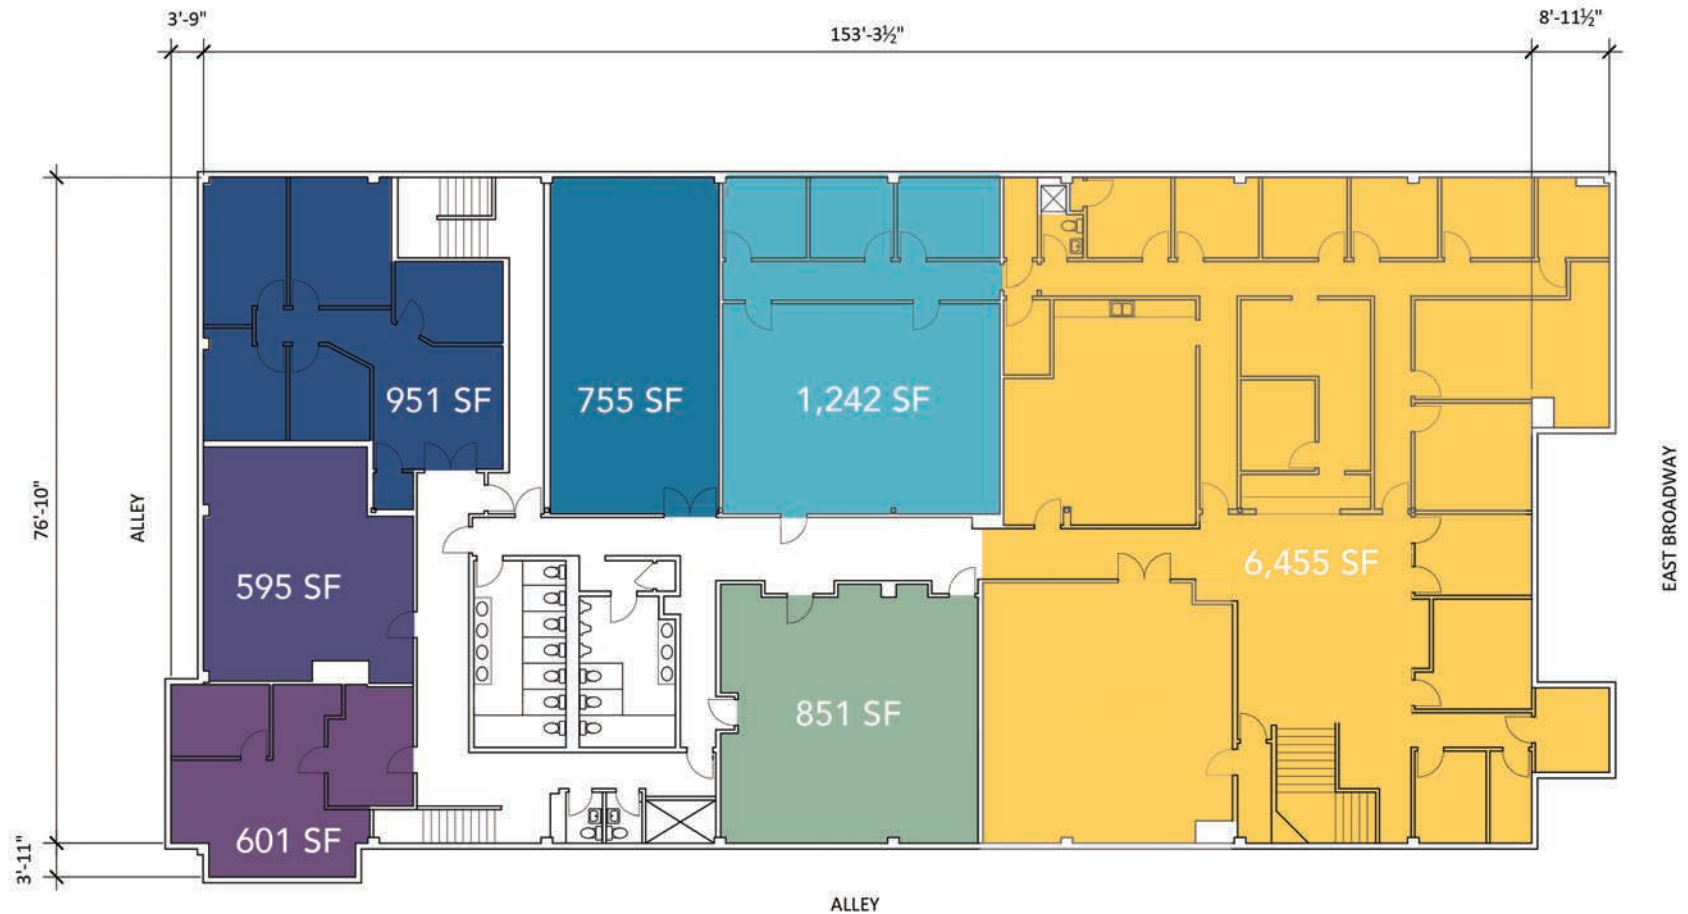 3'-9"
153'-3½"
8'-11½"
76'-10"
ALLEY
951 SF
755 SF
1,242 SF
595 SF
6,455 SF
EAST BROADWAY
851 SF
601 SF
3'-11"
ALLEY